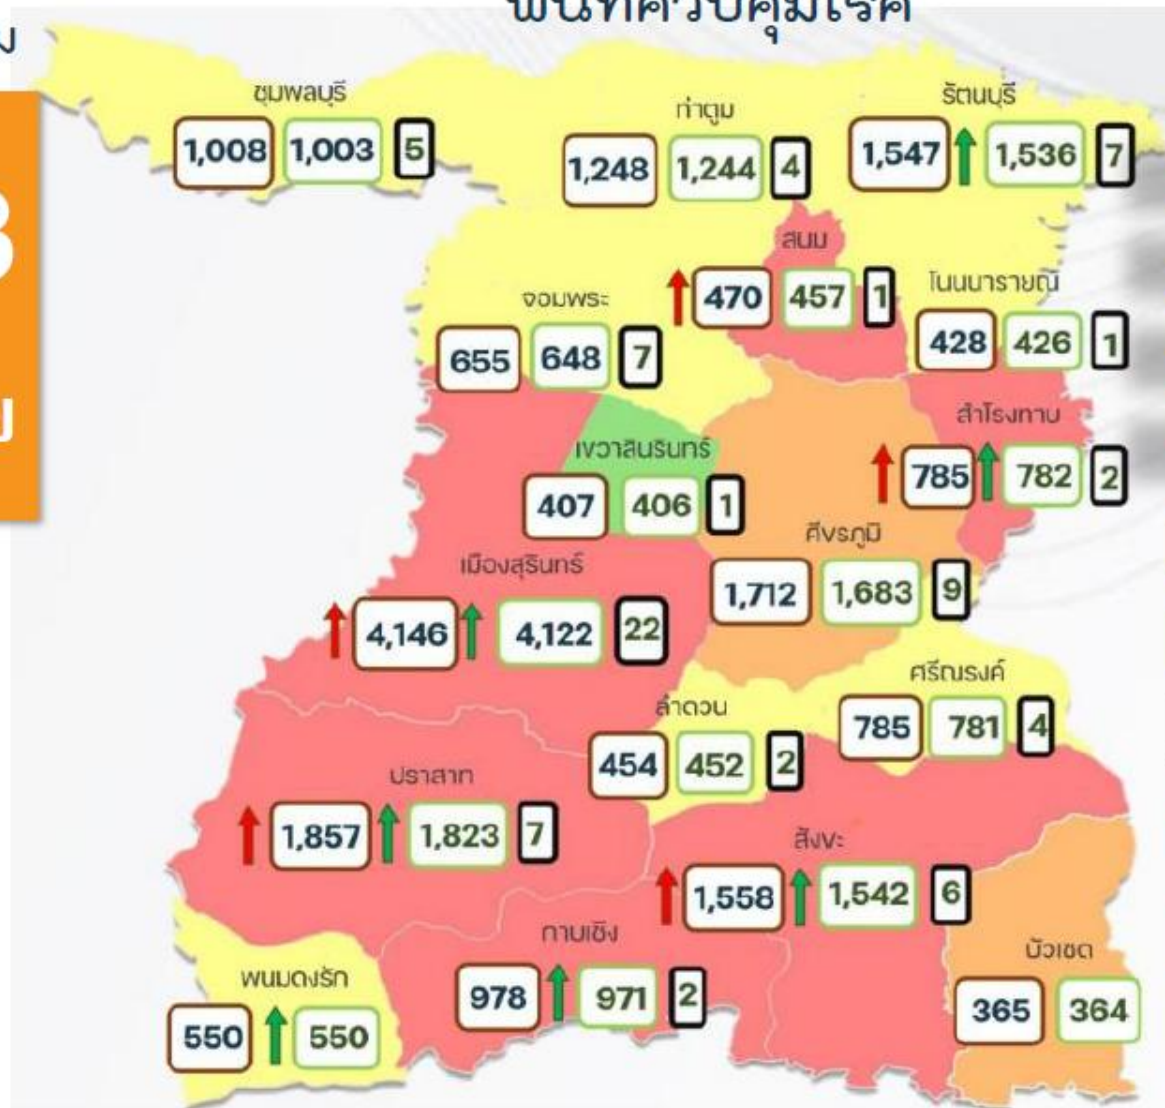 พื้นที่ควบคุมโรค
ชุมพลบุรี
1,008 1,003 5
ท่าตูม
1,248 1,244 4
รัตนบุรี
1,547 1,536 7
สนม
470 457 1
โนนนารายณ์
428 426 1
จอมพระ
655 648 7
สำโรงทาบ
785 782 2
เขวาสินรินทร์
407 406 1
ศีขรภูมิ
1,712 1,683 9
เมืองสุรินทร์
4,146 4,122 22
ศรีณรงค์
785 781 4
ลำดวน
454 452 2
ปราสาท
1,857 1,823 7
สังขะ
1,558 1,542 6
กาบเชิง
978 971 2
บัวเชด
365 364
พนมดงรัก
550 550